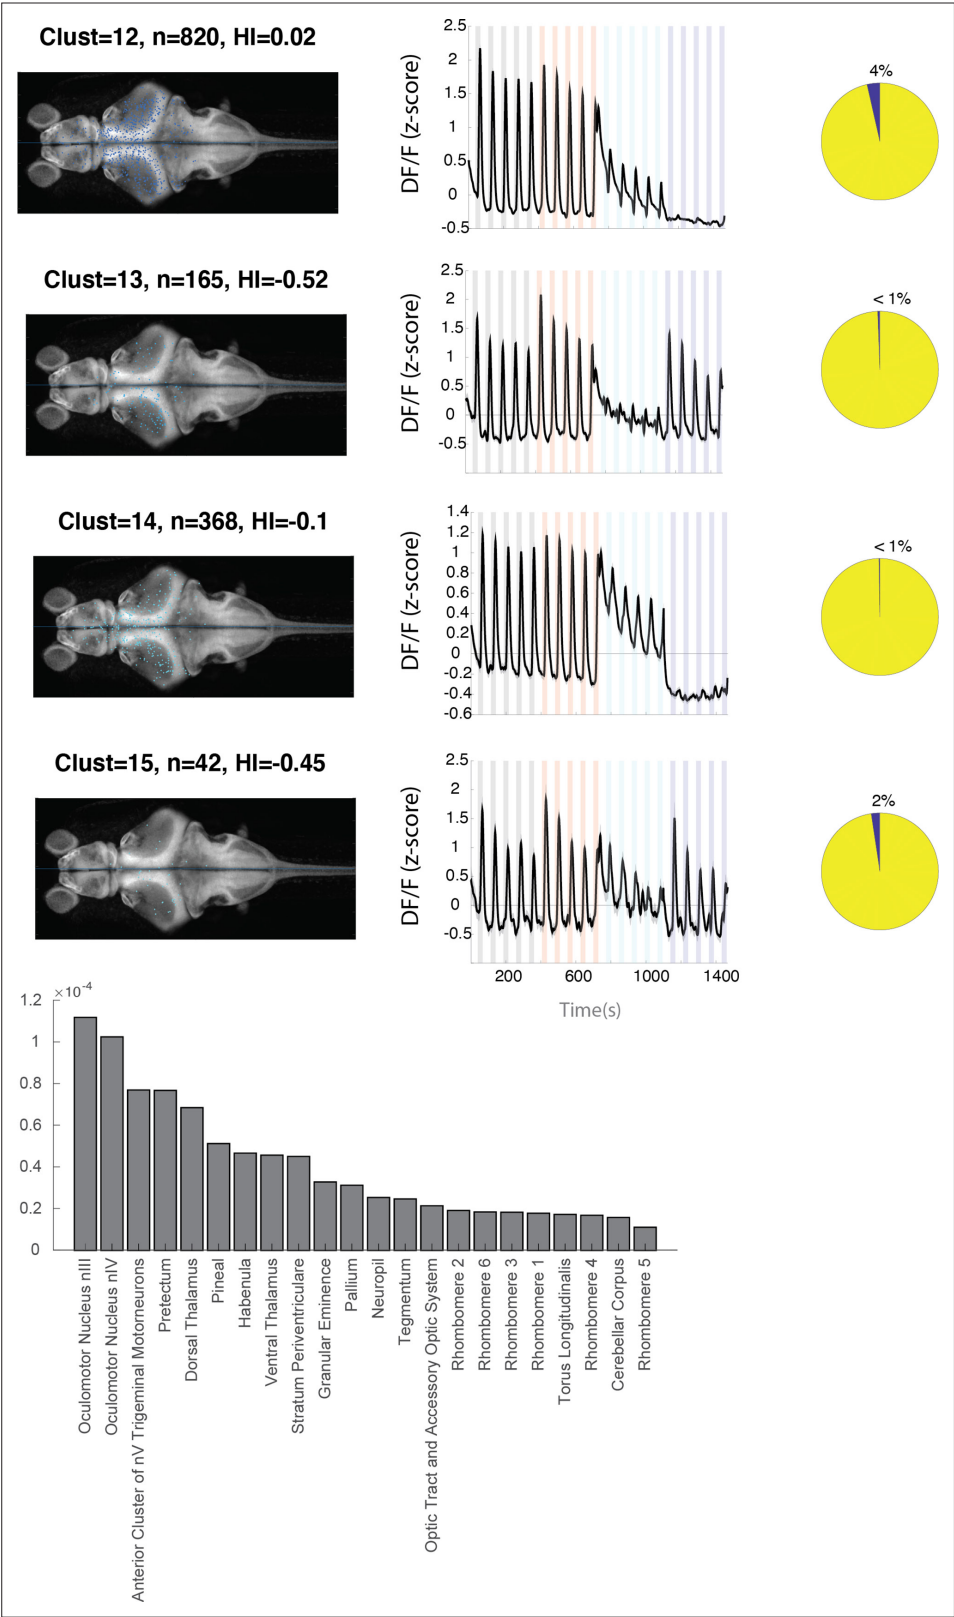 Clust=12, n=820, HI=0.02
DF/F (z-score)
2.5
2
1.5
1
0.5
0
-0.5
4%
Clust=13, n=165, HI=-0.52
DF/F (z-score)
2.5
2
1.5
1
0.5
0
-0.5
< 1%
Clust=14, n=368, HI=-0.1
DF/F (z-score)
1.4
1.2
1
0.8
0.6
0.4
0.2
0
-0.2
-0.4
-0.6
< 1%
Clust=15, n=42, HI=-0.45
DF/F (z-score)
2.5
2
1.5
1
0.5
0
-0.5
2%
200 600 1000 1400
Time(s)
×10-4
1.2
1
0.8
0.6
0.4
0.2
0
Oculomotor Nucleus nIII
Oculomotor Nucleus nIV
Anterior Cluster of nV Trigeminal Motorneurons
Pretectum
Dorsal Thalamus
Pineal
Habenula
Ventral Thalamus
Stratum Periventriculare
Granular Eminence
Pallium
Neuropil
Tegmentum
Optic Tract and Accessory Optic System
Rhombomere 2
Rhombomere 6
Rhombomere 3
Rhombomere 1
Torus Longitudinalis
Rhombomere 4
Cerebellar Corpus
Rhombomere 5